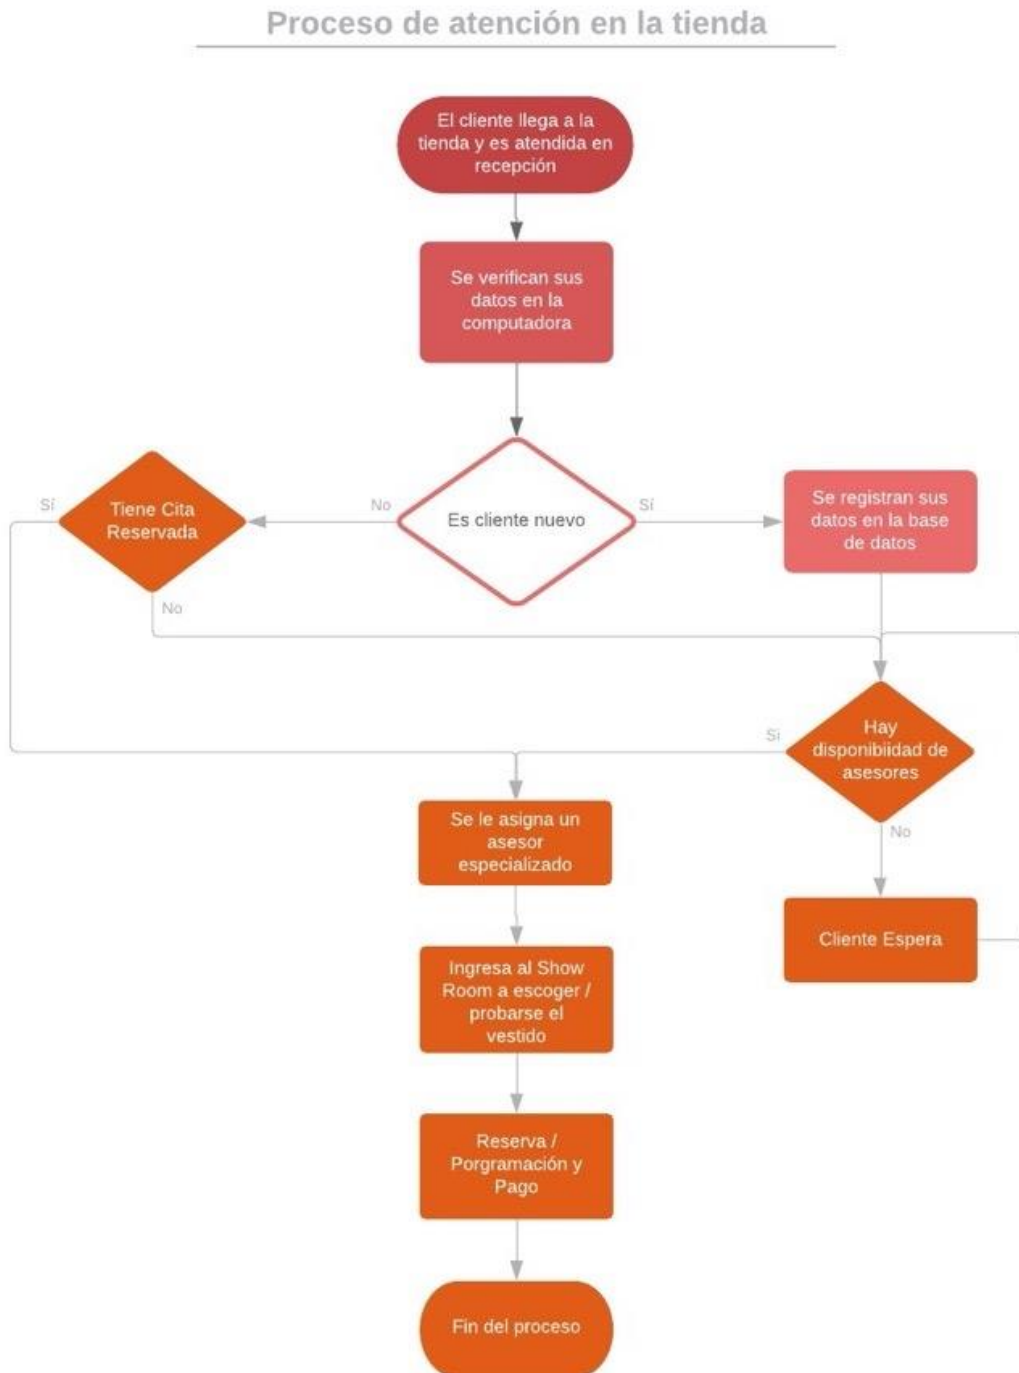 Proceso de atención en la tienda
El cliente llega a la
tienda y es atendida en
recepción
Se verifican sus
datos en la
computadora
Sí
Tiene Cita
Reservada
No
Es cliente nuevo
Sí
Se registran sus
datos en la base
de datos
No
Sí
Hay
disponibiidad de
asesores
Se le asigna un
asesor
especializado
No
Cliente Espera
Ingresa al Show
Room a escoger /
probarse el
vestido
Reserva /
Porgramación y
Pago
Fin del proceso